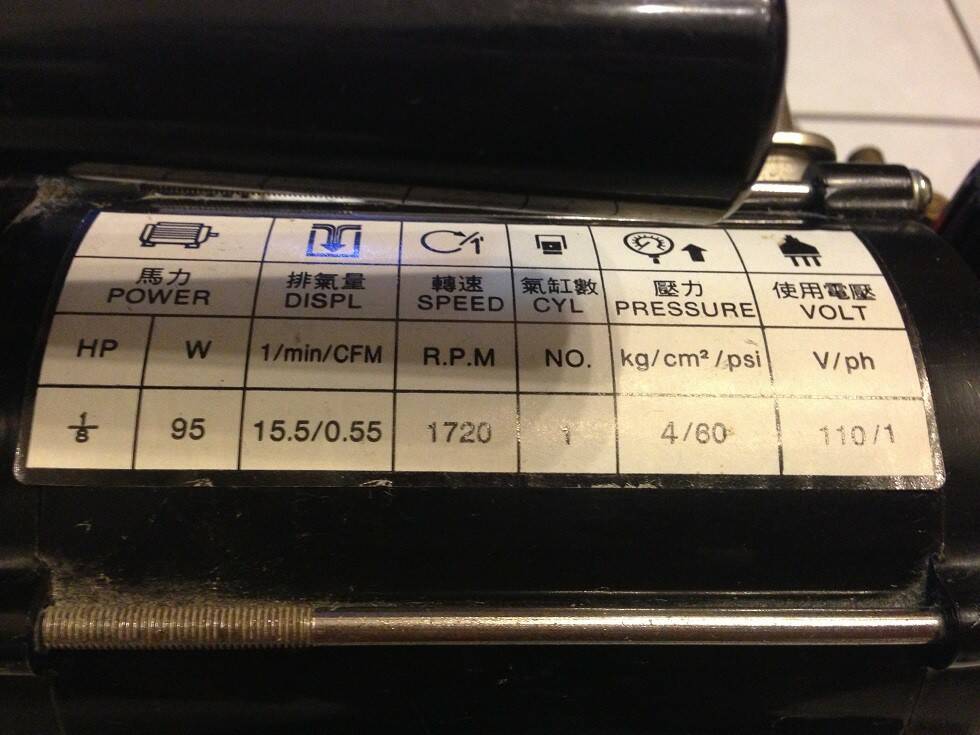 馬力 排氣量 轉速 氣缸數 壓力 使用電壓
POWER DISPL SPEED CYL PRESSURE VOLT
HP W 1/min/CFM R.P.M NO. kg/cm²/psi V/ph
1/8 95 15.5/0.55 1720 1 4/60 110/1